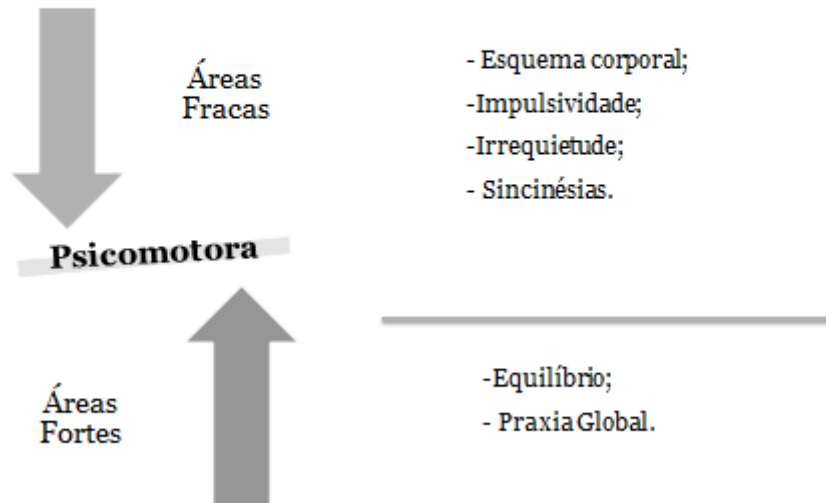 Áreas
Fracas
- Esquema corporal;
-Impulsividade;
-Irrequietude;
- Sincinésias.
Psicomotora
Áreas
Fortes
-Equilíbrio;
- Praxia Global.